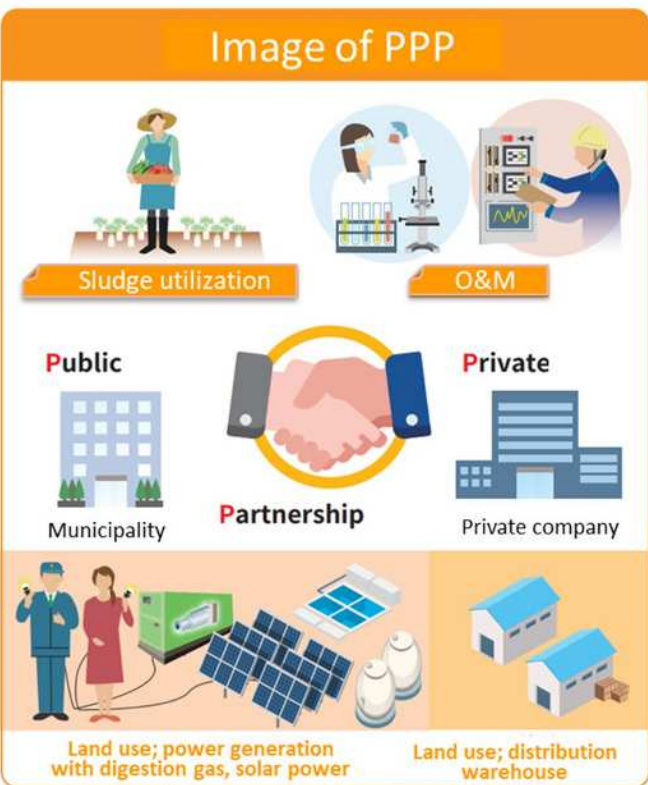 Image of PPP
Sludge utilization
O&M
Public
Private
Partnership
Municipality
Private company
Land use; power generation
with digestion gas, solar power
Land use; distribution
warehouse